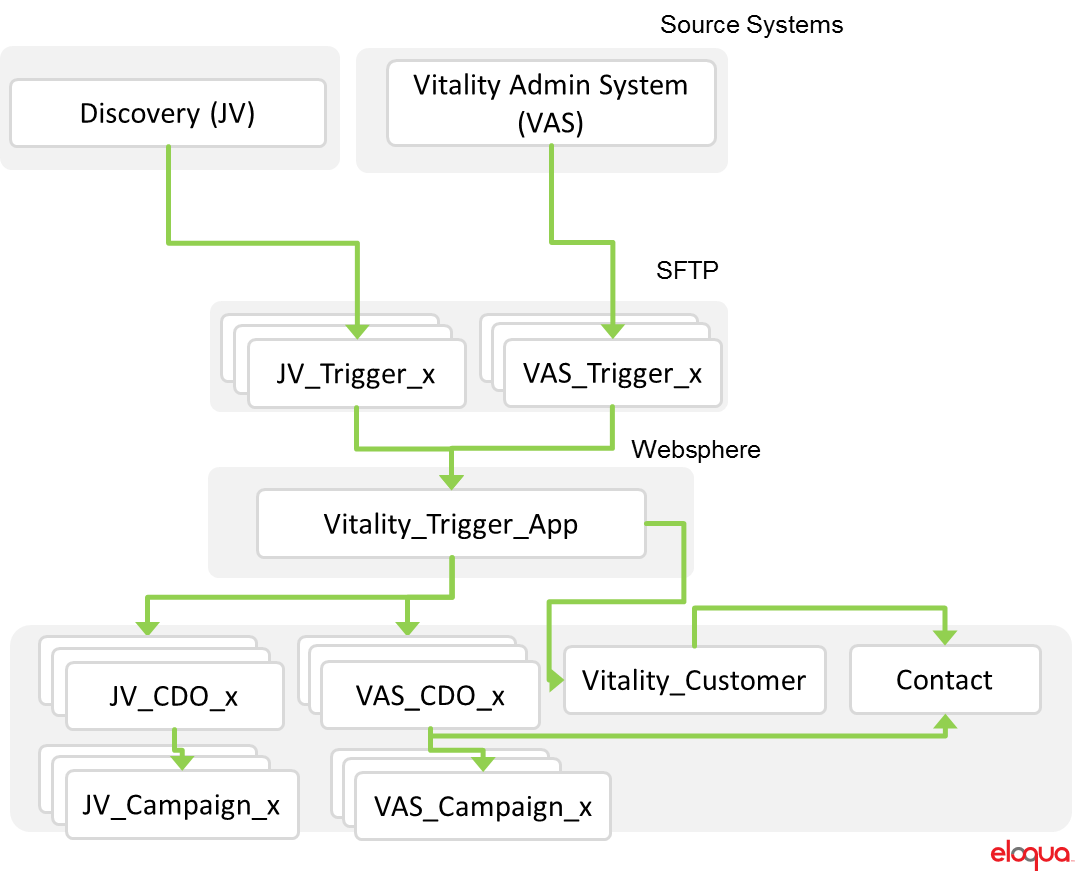 Source Systems
Discovery (JV)
Vitality Admin System
(VAS)
SFTP
JV_Trigger_x
VAS_Trigger_x
Websphere
Vitality_Trigger_App
JV_CDO_x
VAS_CDO_x
Vitality_Customer
Contact
JV_Campaign_x
VAS_Campaign_x
eloqua